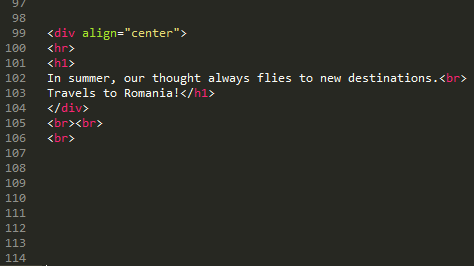 97
98
99 <div align="center">
100 <hr>
101 <h1>
102 In summer, our thought always flies to new destinations.<br>
103 Travels to Romania!</h1>
104 </div>
105 <br><br>
106 <br>
107
108
109
110
111
112
113
114